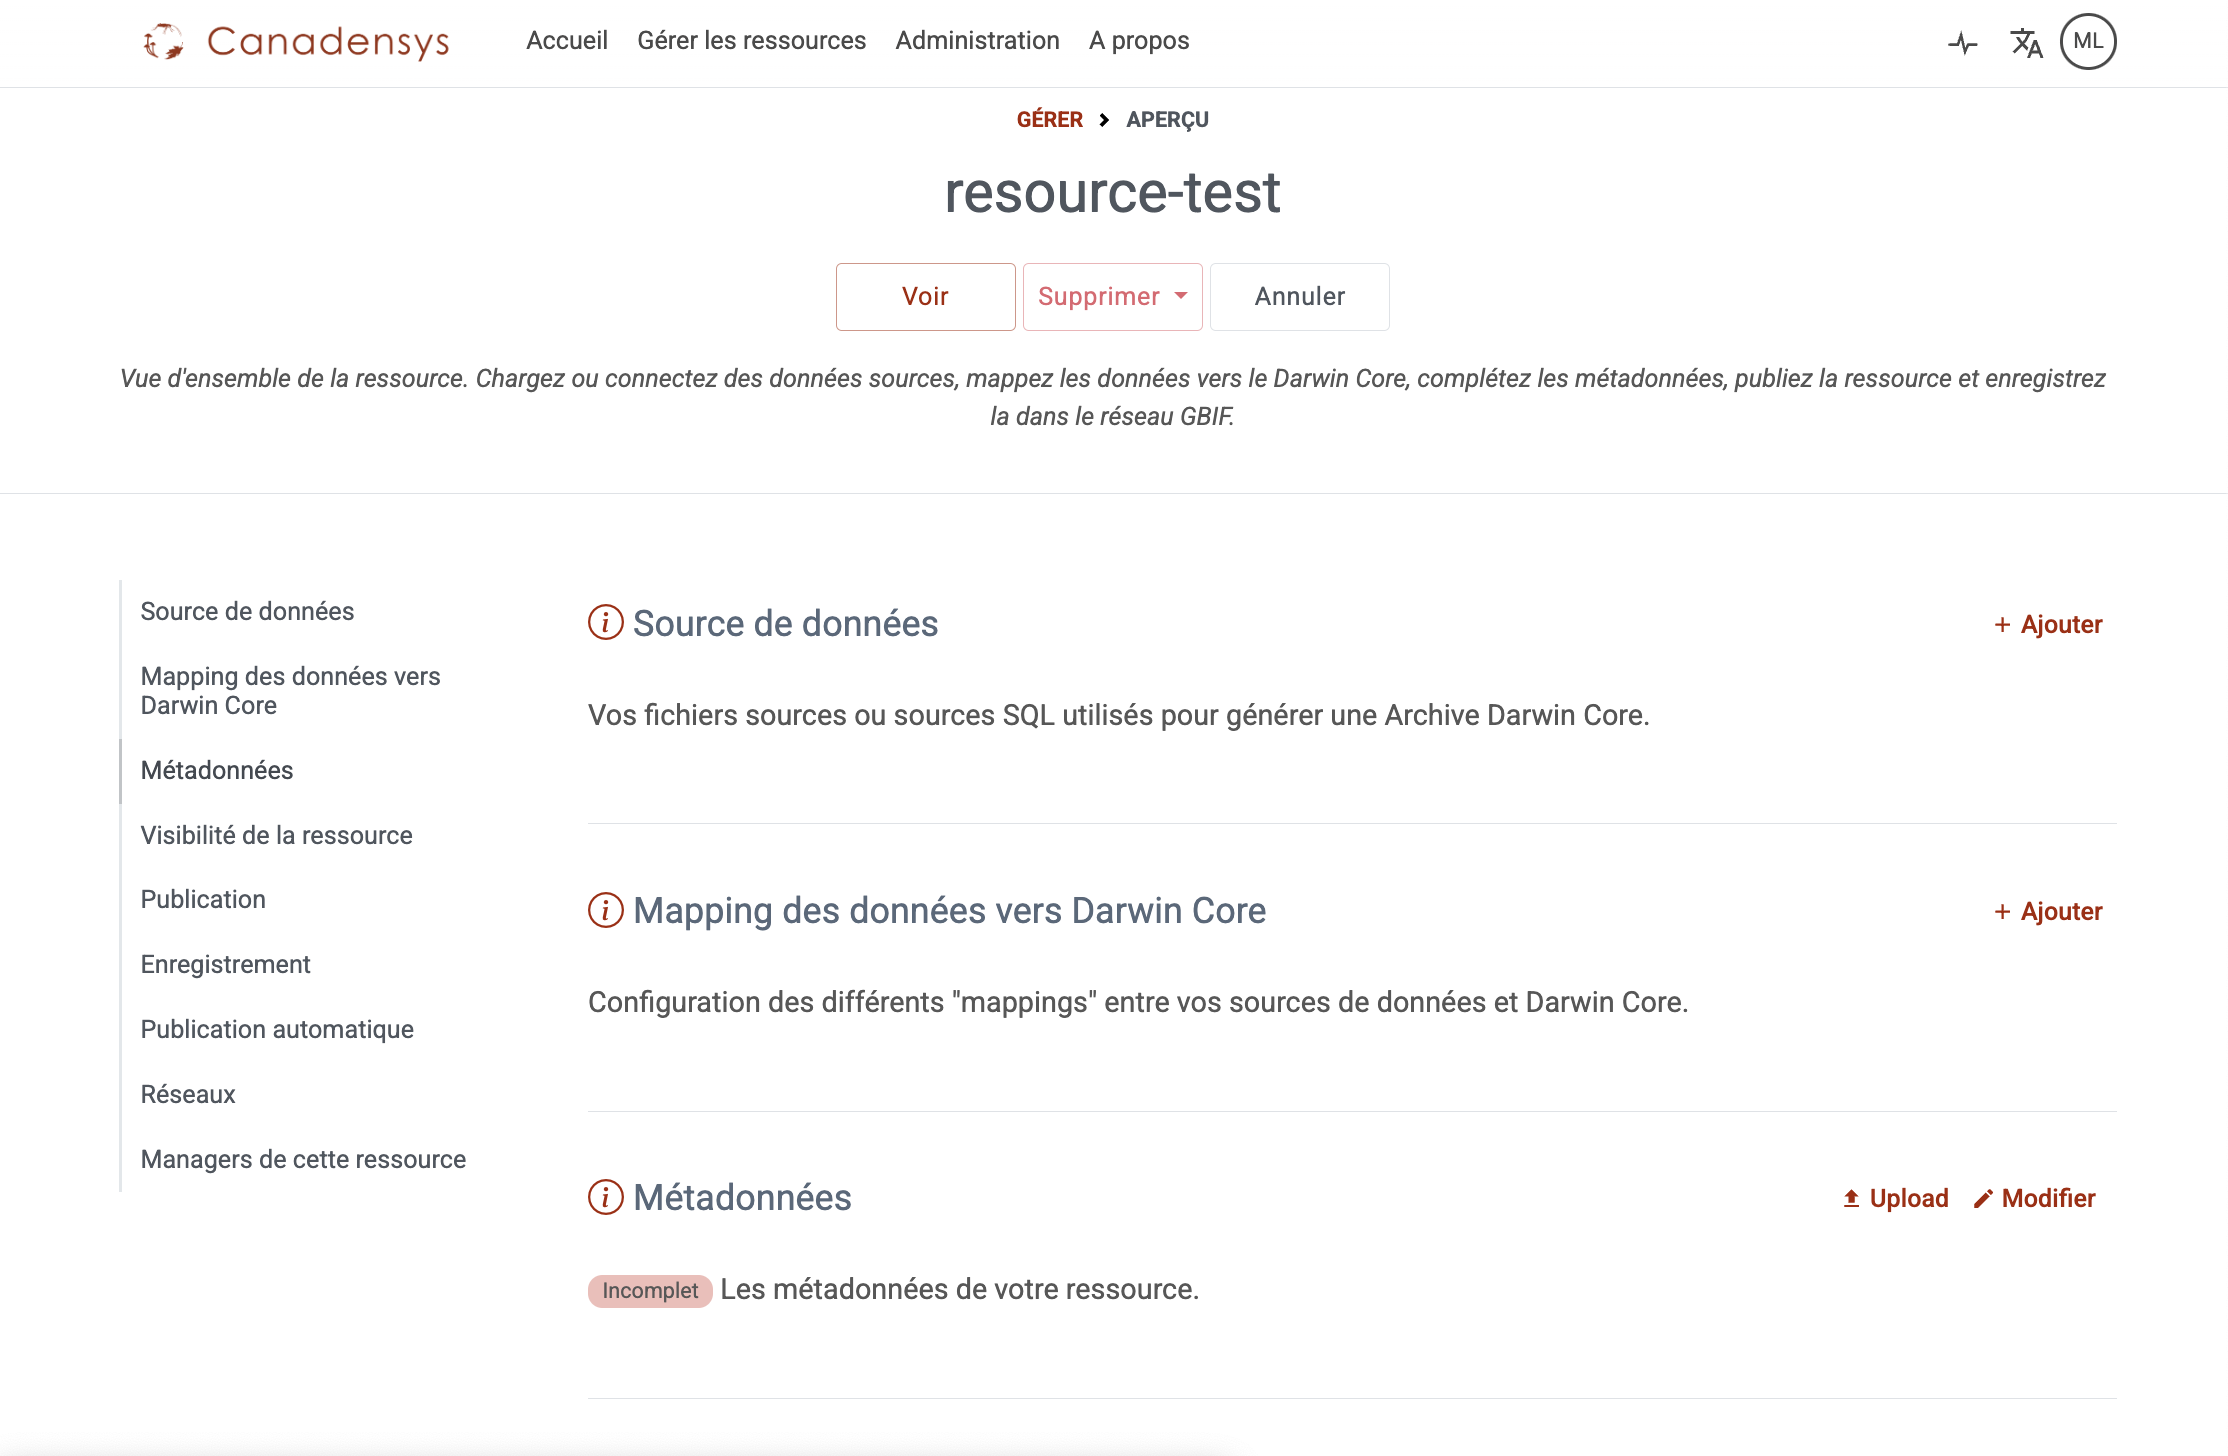 Canadensys
Accueil
Gérer les ressources
Administration
A propos
ML
GÉRER
APERÇU
resource-test
Voir
Supprimer
Annuler
Vue d'ensemble de la ressource. Chargez ou connectez des données sources, mappez les données vers le Darwin Core, complétez les métadonnées, publiez la ressource et enregistrez
la dans le réseau GBIF.
Source de données
Mapping des données vers
Darwin Core
Métadonnées
Visibilité de la ressource
Publication
Enregistrement
Publication automatique
Réseaux
Managers de cette ressource
Source de données
+ Ajouter
Vos fichiers sources ou sources SQL utilisés pour générer une Archive Darwin Core.
Mapping des données vers Darwin Core
+ Ajouter
Configuration des différents "mappings" entre vos sources de données et Darwin Core.
Métadonnées
Upload
Modifier
Incomplet Les métadonnées de votre ressource.